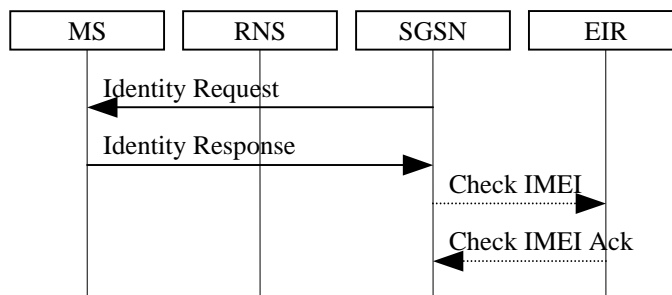 MS
RNS
SGSN
EIR
Identity Request
Identity Response
Check IMEI
Check IMEI Ack